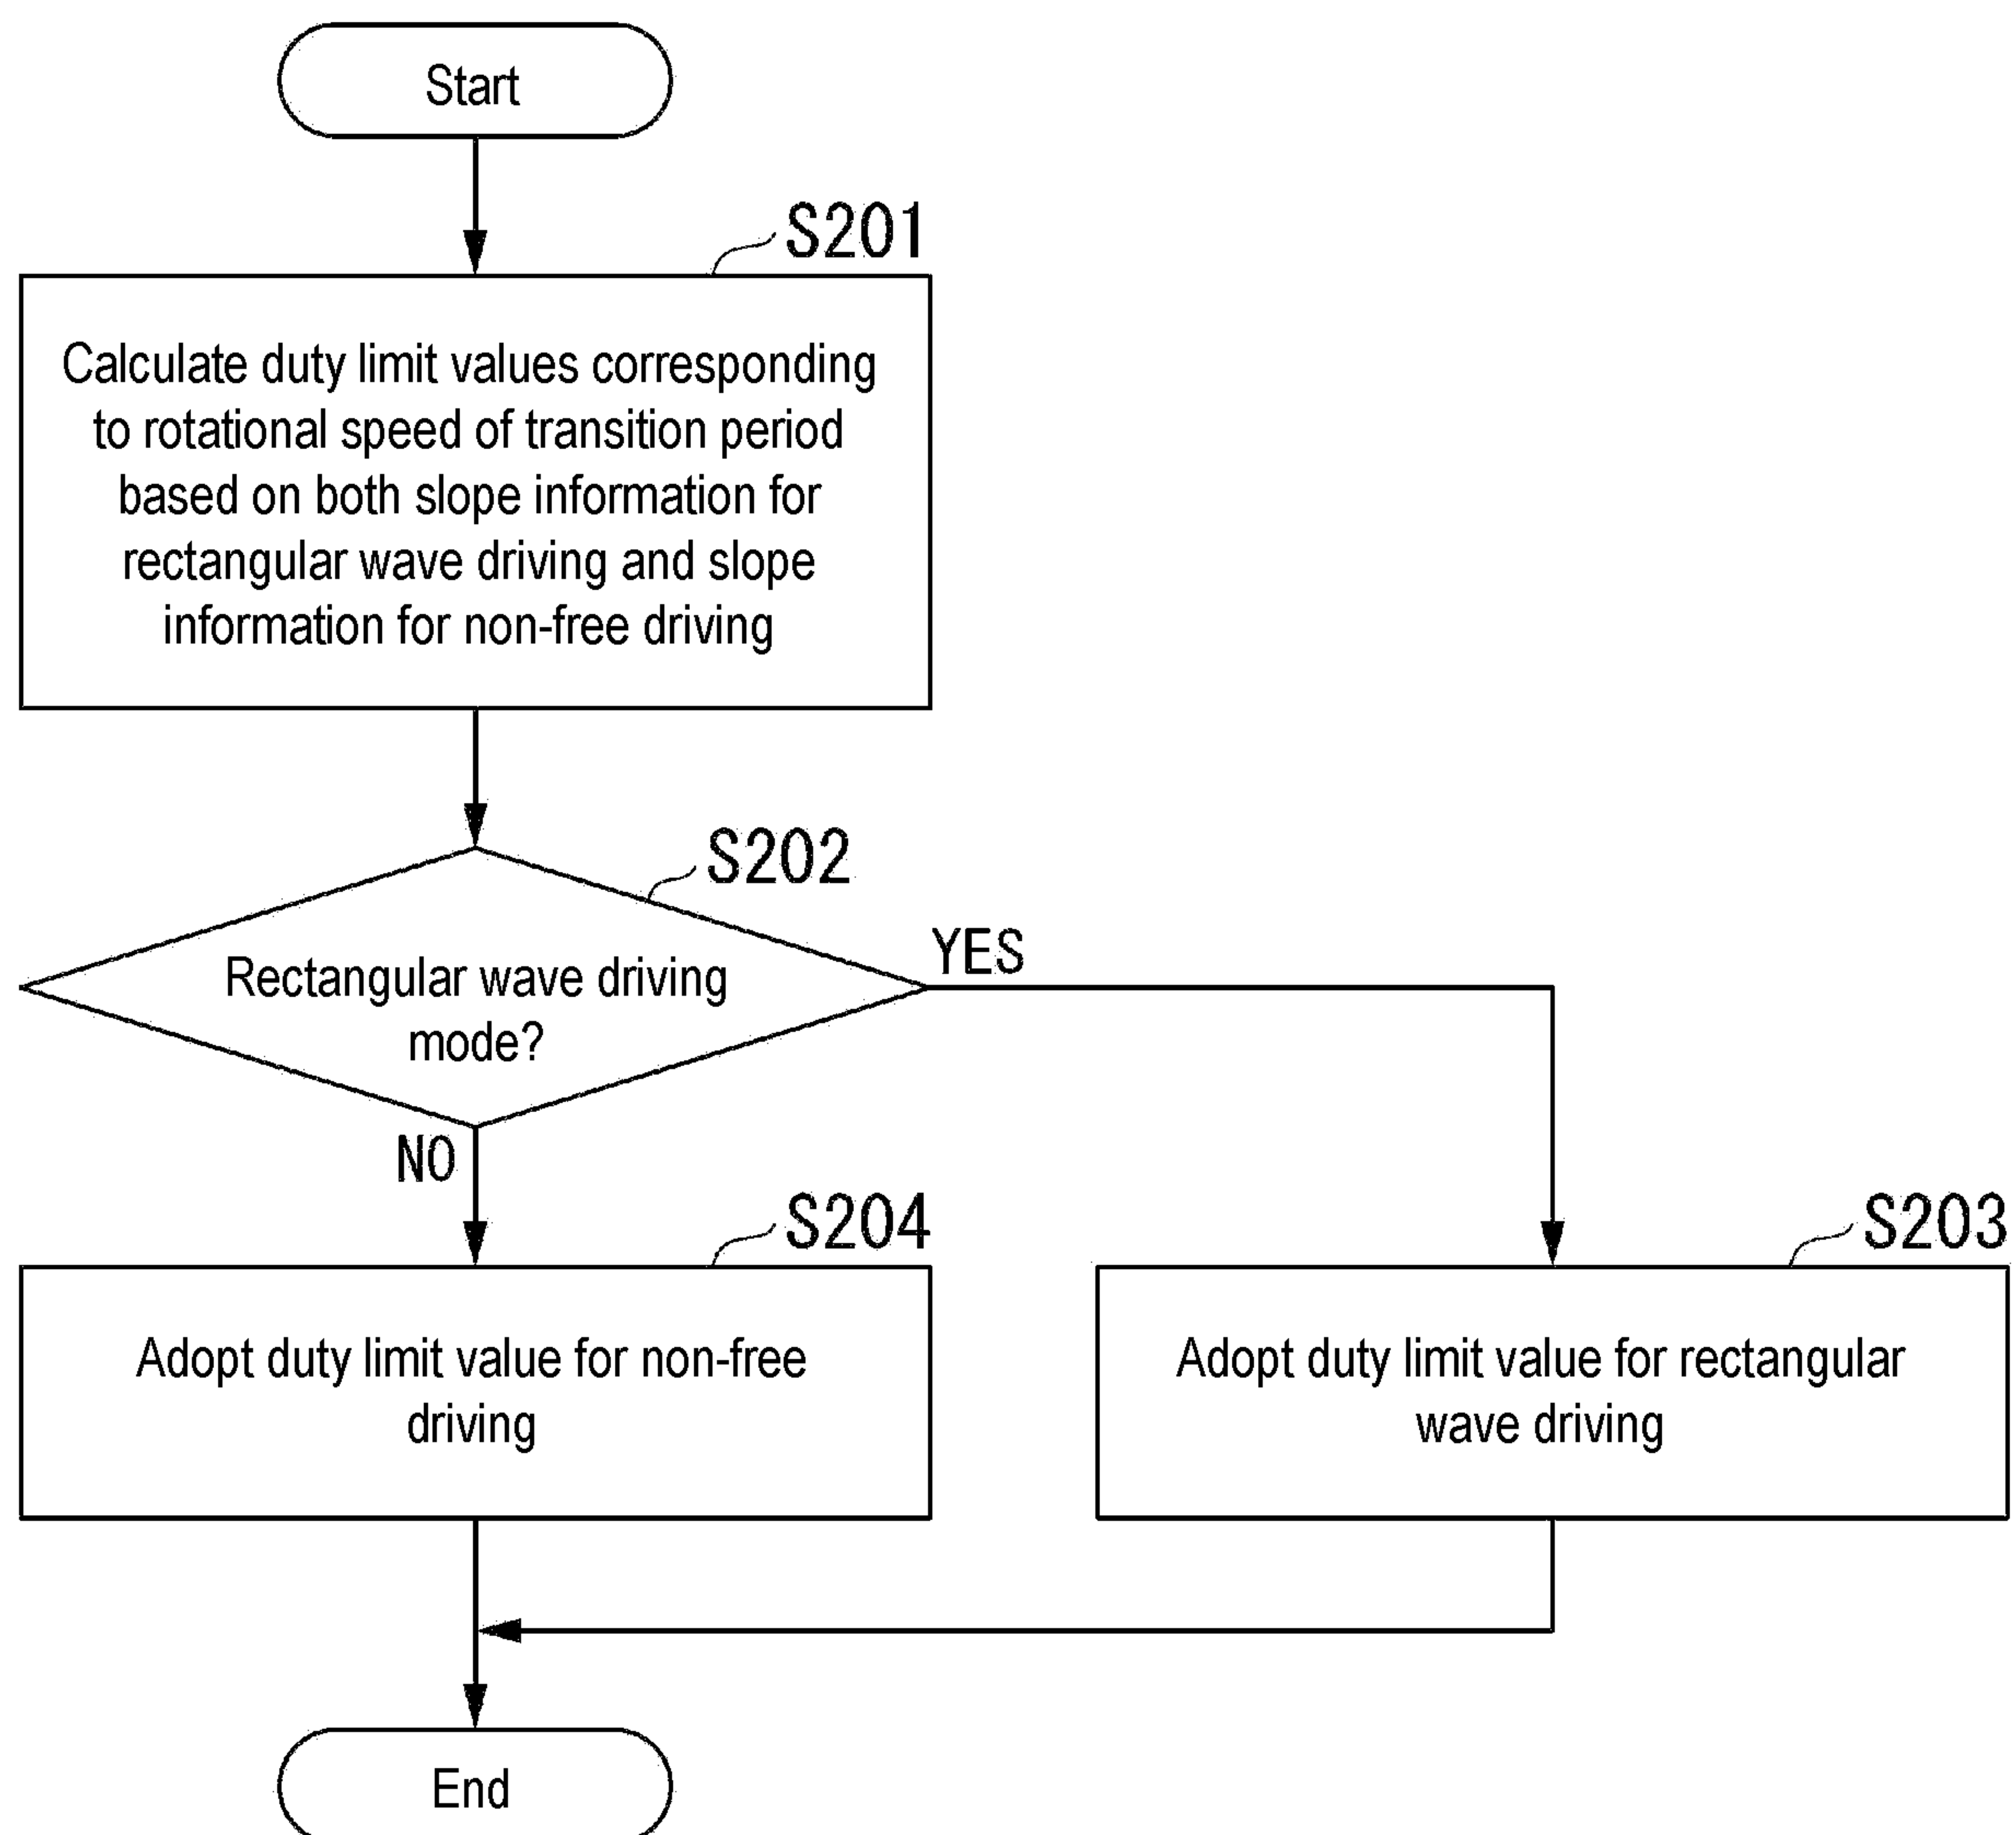 Start
S201
Calculate duty limit values corresponding
to rotational speed of transition period
based on both slope information for
rectangular wave driving and slope
information for non-free driving
S202
Rectangular wave driving
mode?
YES
NO
S204
Adopt duty limit value for non-free
driving
S203
Adopt duty limit value for rectangular
wave driving
End